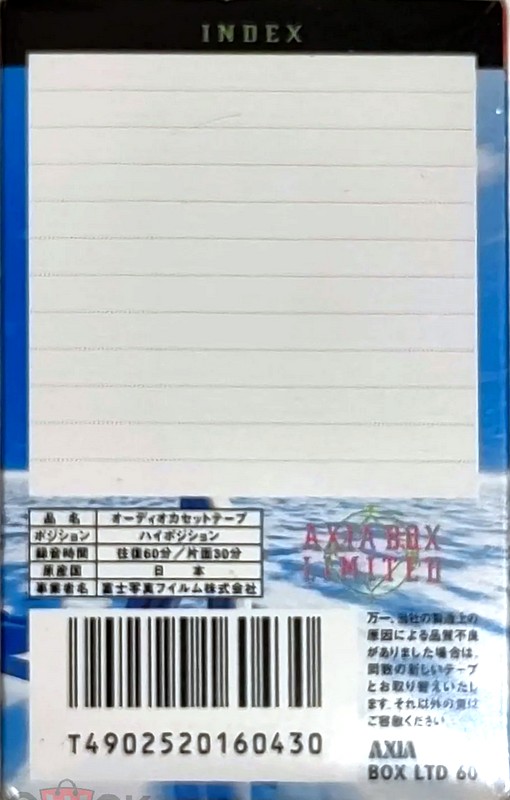 INDEX
品名 オーディオカセットテープ
ポジション ハイポジション
録音時間 往復60分／片面30分
原産国 日本
事業者名 富士写真フイルム株式会社
AXIA BOX
LIMITED
T4902520160430
万一、当社の製造上の
原因による品質不良
がありました場合は、
同数の新しいテープ
とお取り替えいたし
ます。それ以外の責は
ご容赦ください。
AXIA
BOX LTD 60